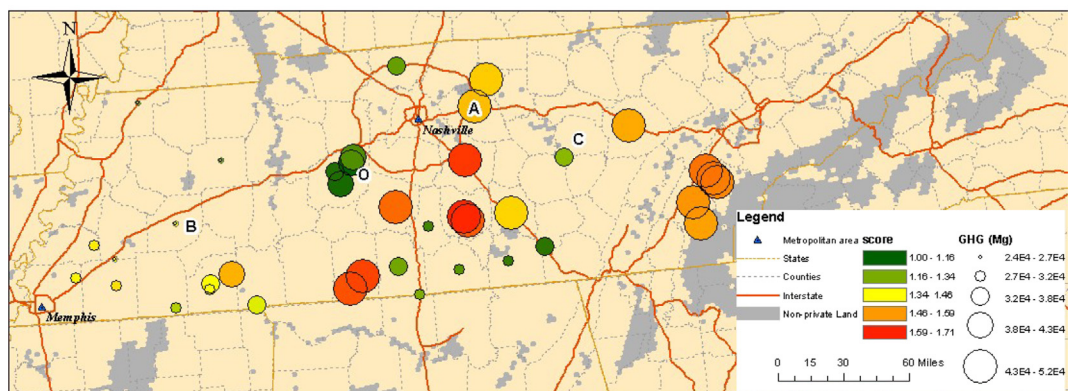 N
A
Nashville
C
O
B
Memphis
Legend
Metropolitan area
States
Counties
Interstate
Non-private Land
score
1.00 - 1.16
1.16 - 1.34
1.34 - 1.46
1.46 - 1.59
1.59 - 1.71
GHG (Mg)
2.4E4 - 2.7E4
2.7E4 - 3.2E4
3.2E4 - 3.8E4
3.8E4 - 4.3E4
4.3E4 - 5.2E4
0 15 30 60 Miles